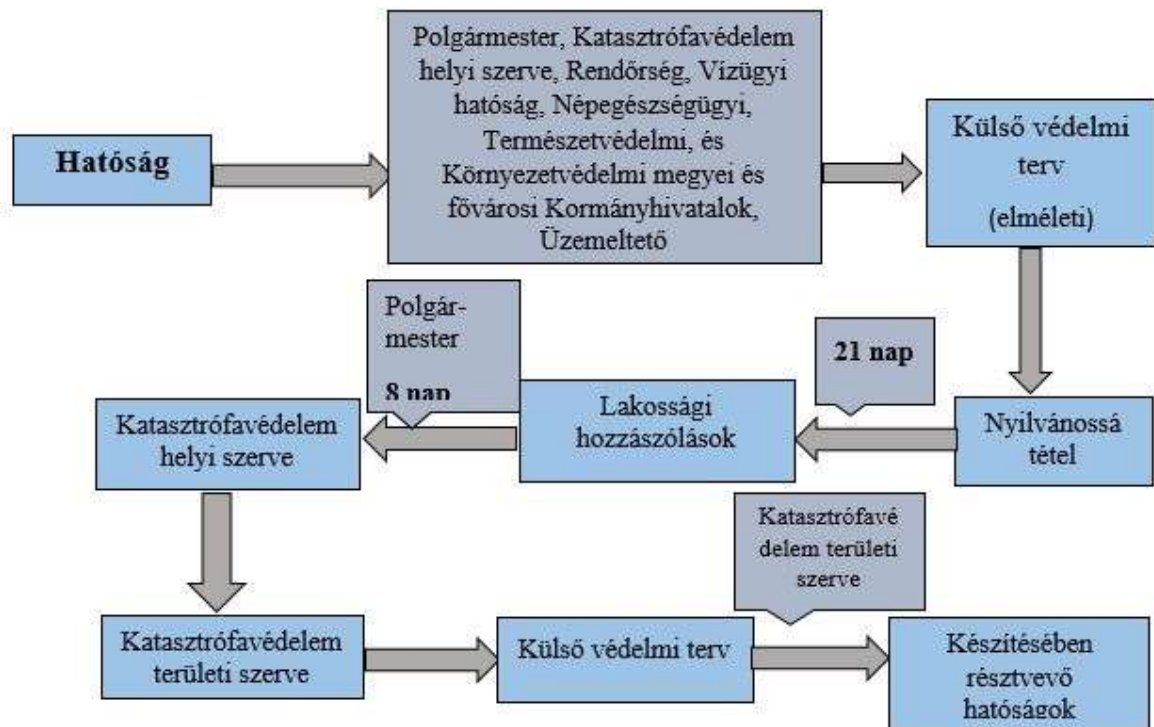 Hatóság
Polgármester, Katasztrófavédelem
helyi szerve, Rendőrség, Vízügyi
hatóság, Népegészségügyi,
Természetvédelmi, és
Környezetvédelmi megyei és
fővárosi Kormányhivatalok,
Üzemeltető
Külső védelmi
terv
(elméleti)
Nyilvánossá
tétel
21 nap
Lakossági
hozzászólások
Polgár-
mester
8 nap
Katasztrófavédelem
helyi szerve
Katasztrófavédelem
területi szerve
Külső védelmi terv
Katasztrófavé
delem területi
szerve
Készítésében
résztvevő
hatóságok